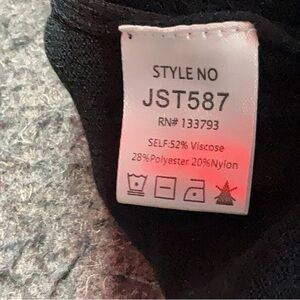 STYLE NO
JST587
RN# 133793
SELF:52% Viscose
28%Polyester 20%Nylon